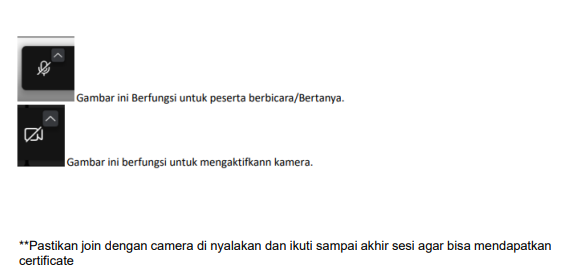 Gambar ini Berfungsi untuk peserta berbicara/Bertanya.
Gambar ini berfungsi untuk mengaktifkann kamera.
**Pastikan join dengan camera di nyalakan dan ikuti sampai akhir sesi agar bisa mendapatkan
certificate